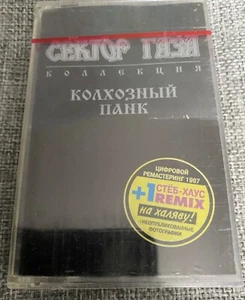 СЕКТОР ГАЗА
КОЛЛЕКЦИЯ
КОЛХОЗНЫЙ
ПАНК
ЦИФРОВОЙ
РЕМАСТЕРИНГ 1997
+1 СТЁБ-ХАУС
REMIX
на халяву!
НЕОПУБЛИКОВАННЫЕ
ФОТОГРАФИИ